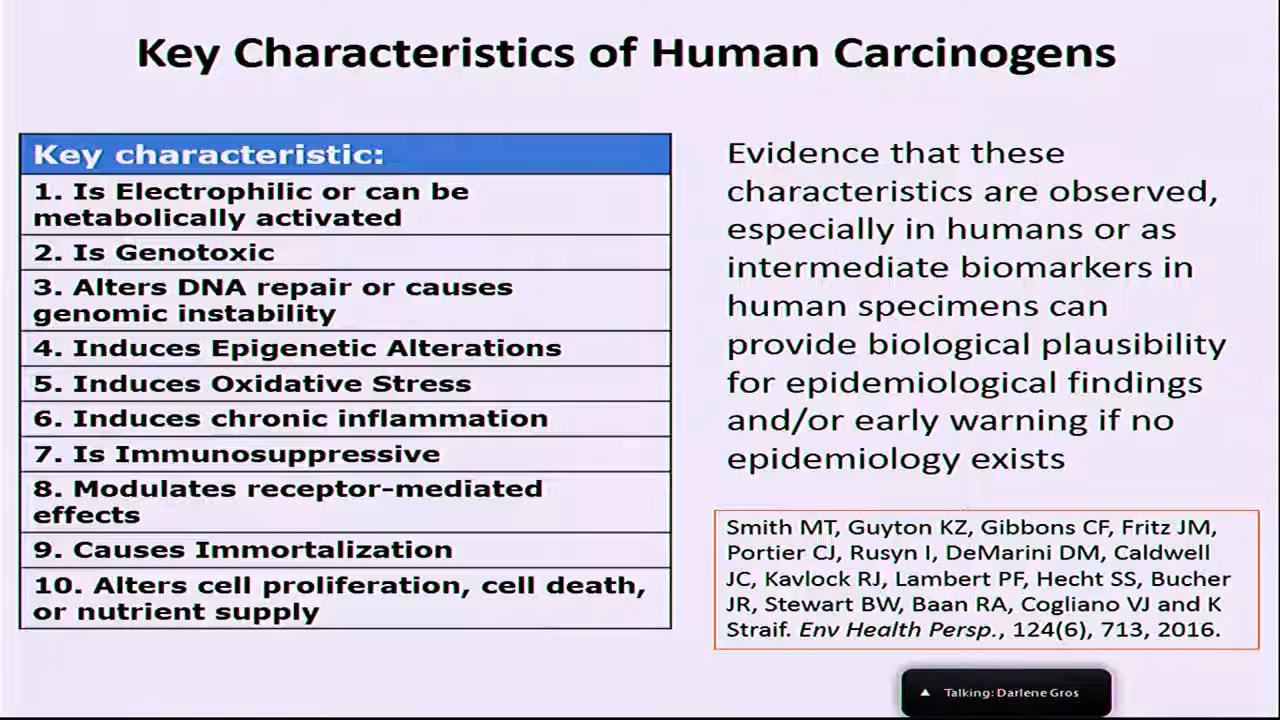 Key Characteristics of Human Carcinogens
Key characteristic:
1. Is Electrophilic or can be
metabolically activated
2. Is Genotoxic
3. Alters DNA repair or causes
genomic instability
4. Induces Epigenetic Alterations
5. Induces Oxidative Stress
6. Induces chronic inflammation
7. Is Immunosuppressive
8. Modulates receptor-mediated
effects
9. Causes Immortalization
10. Alters cell proliferation, cell death,
or nutrient supply
Evidence that these
characteristics are observed,
especially in humans or as
intermediate biomarkers in
human specimens can
provide biological plausibility
for epidemiological findings
and/or early warning if no
epidemiology exists
Smith MT, Guyton KZ, Gibbons CF, Fritz JM,
Portier CJ, Rusyn I, DeMarini DM, Caldwell
JC, Kavlock RJ, Lambert PF, Hecht SS, Bucher
JR, Stewart BW, Baan RA, Cogliano VJ and K
Straif. Env Health Persp., 124(6), 713, 2016.
Talking: Darlene Gros